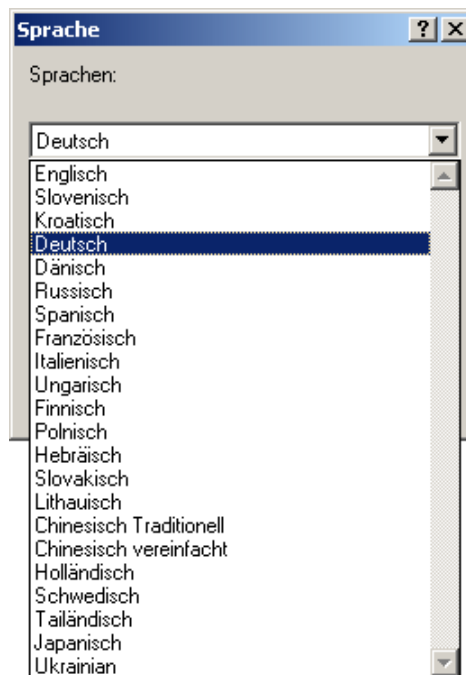 Sprache
Sprachen:
Deutsch
Englisch
Slovenisch
Kroatisch
Deutsch
Dänisch
Russisch
Spanisch
Französisch
Italienisch
Ungarisch
Finnisch
Polnisch
Hebräisch
Slovakisch
Lithauisch
Chinesisch Traditionell
Chinesisch vereinfacht
Holländisch
Schwedisch
Tailändisch
Japanisch
Ukrainian